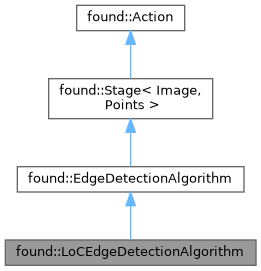 found::Action
found::Stage< Image,
Points >
found::EdgeDetectionAlgorithm
found::LoCEdgeDetectionAlgorithm